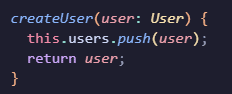 createUser(user: User) {
  this.users.push(user);
  return user;
}